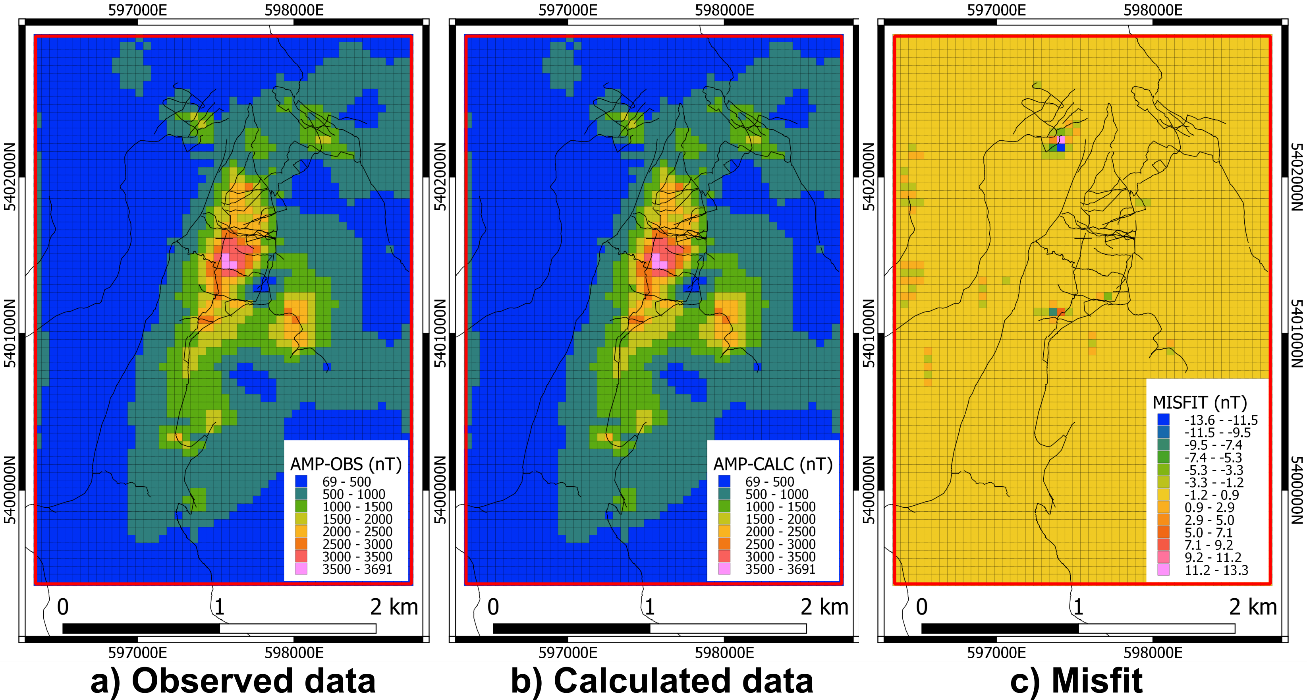 597000E 598000E
597000E 598000E
597000E 598000E
5402000N
5401000N
5400000N
5402000N
5401000N
5400000N
5402000N
5401000N
5400000N
AMP-OBS (nT)
69 - 500
500 - 1000
1000 - 1500
1500 - 2000
2000 - 2500
2500 - 3000
3000 - 3500
3500 - 3691
AMP-CALC (nT)
69 - 500
500 - 1000
1000 - 1500
1500 - 2000
2000 - 2500
2500 - 3000
3000 - 3500
3500 - 3691
MISFIT (nT)
-13.6 - -11.5
-11.5 - -9.5
-9.5 - -7.4
-7.4 - -5.3
-5.3 - -3.3
-3.3 - -1.2
-1.2 - 0.9
0.9 - 2.9
2.9 - 5.0
5.0 - 7.1
7.1 - 9.2
9.2 - 11.2
11.2 - 13.3
0 1 2 km
0 1 2 km
0 1 2 km
597000E 598000E
597000E 598000E
597000E 598000E
a) Observed data
b) Calculated data
c) Misfit